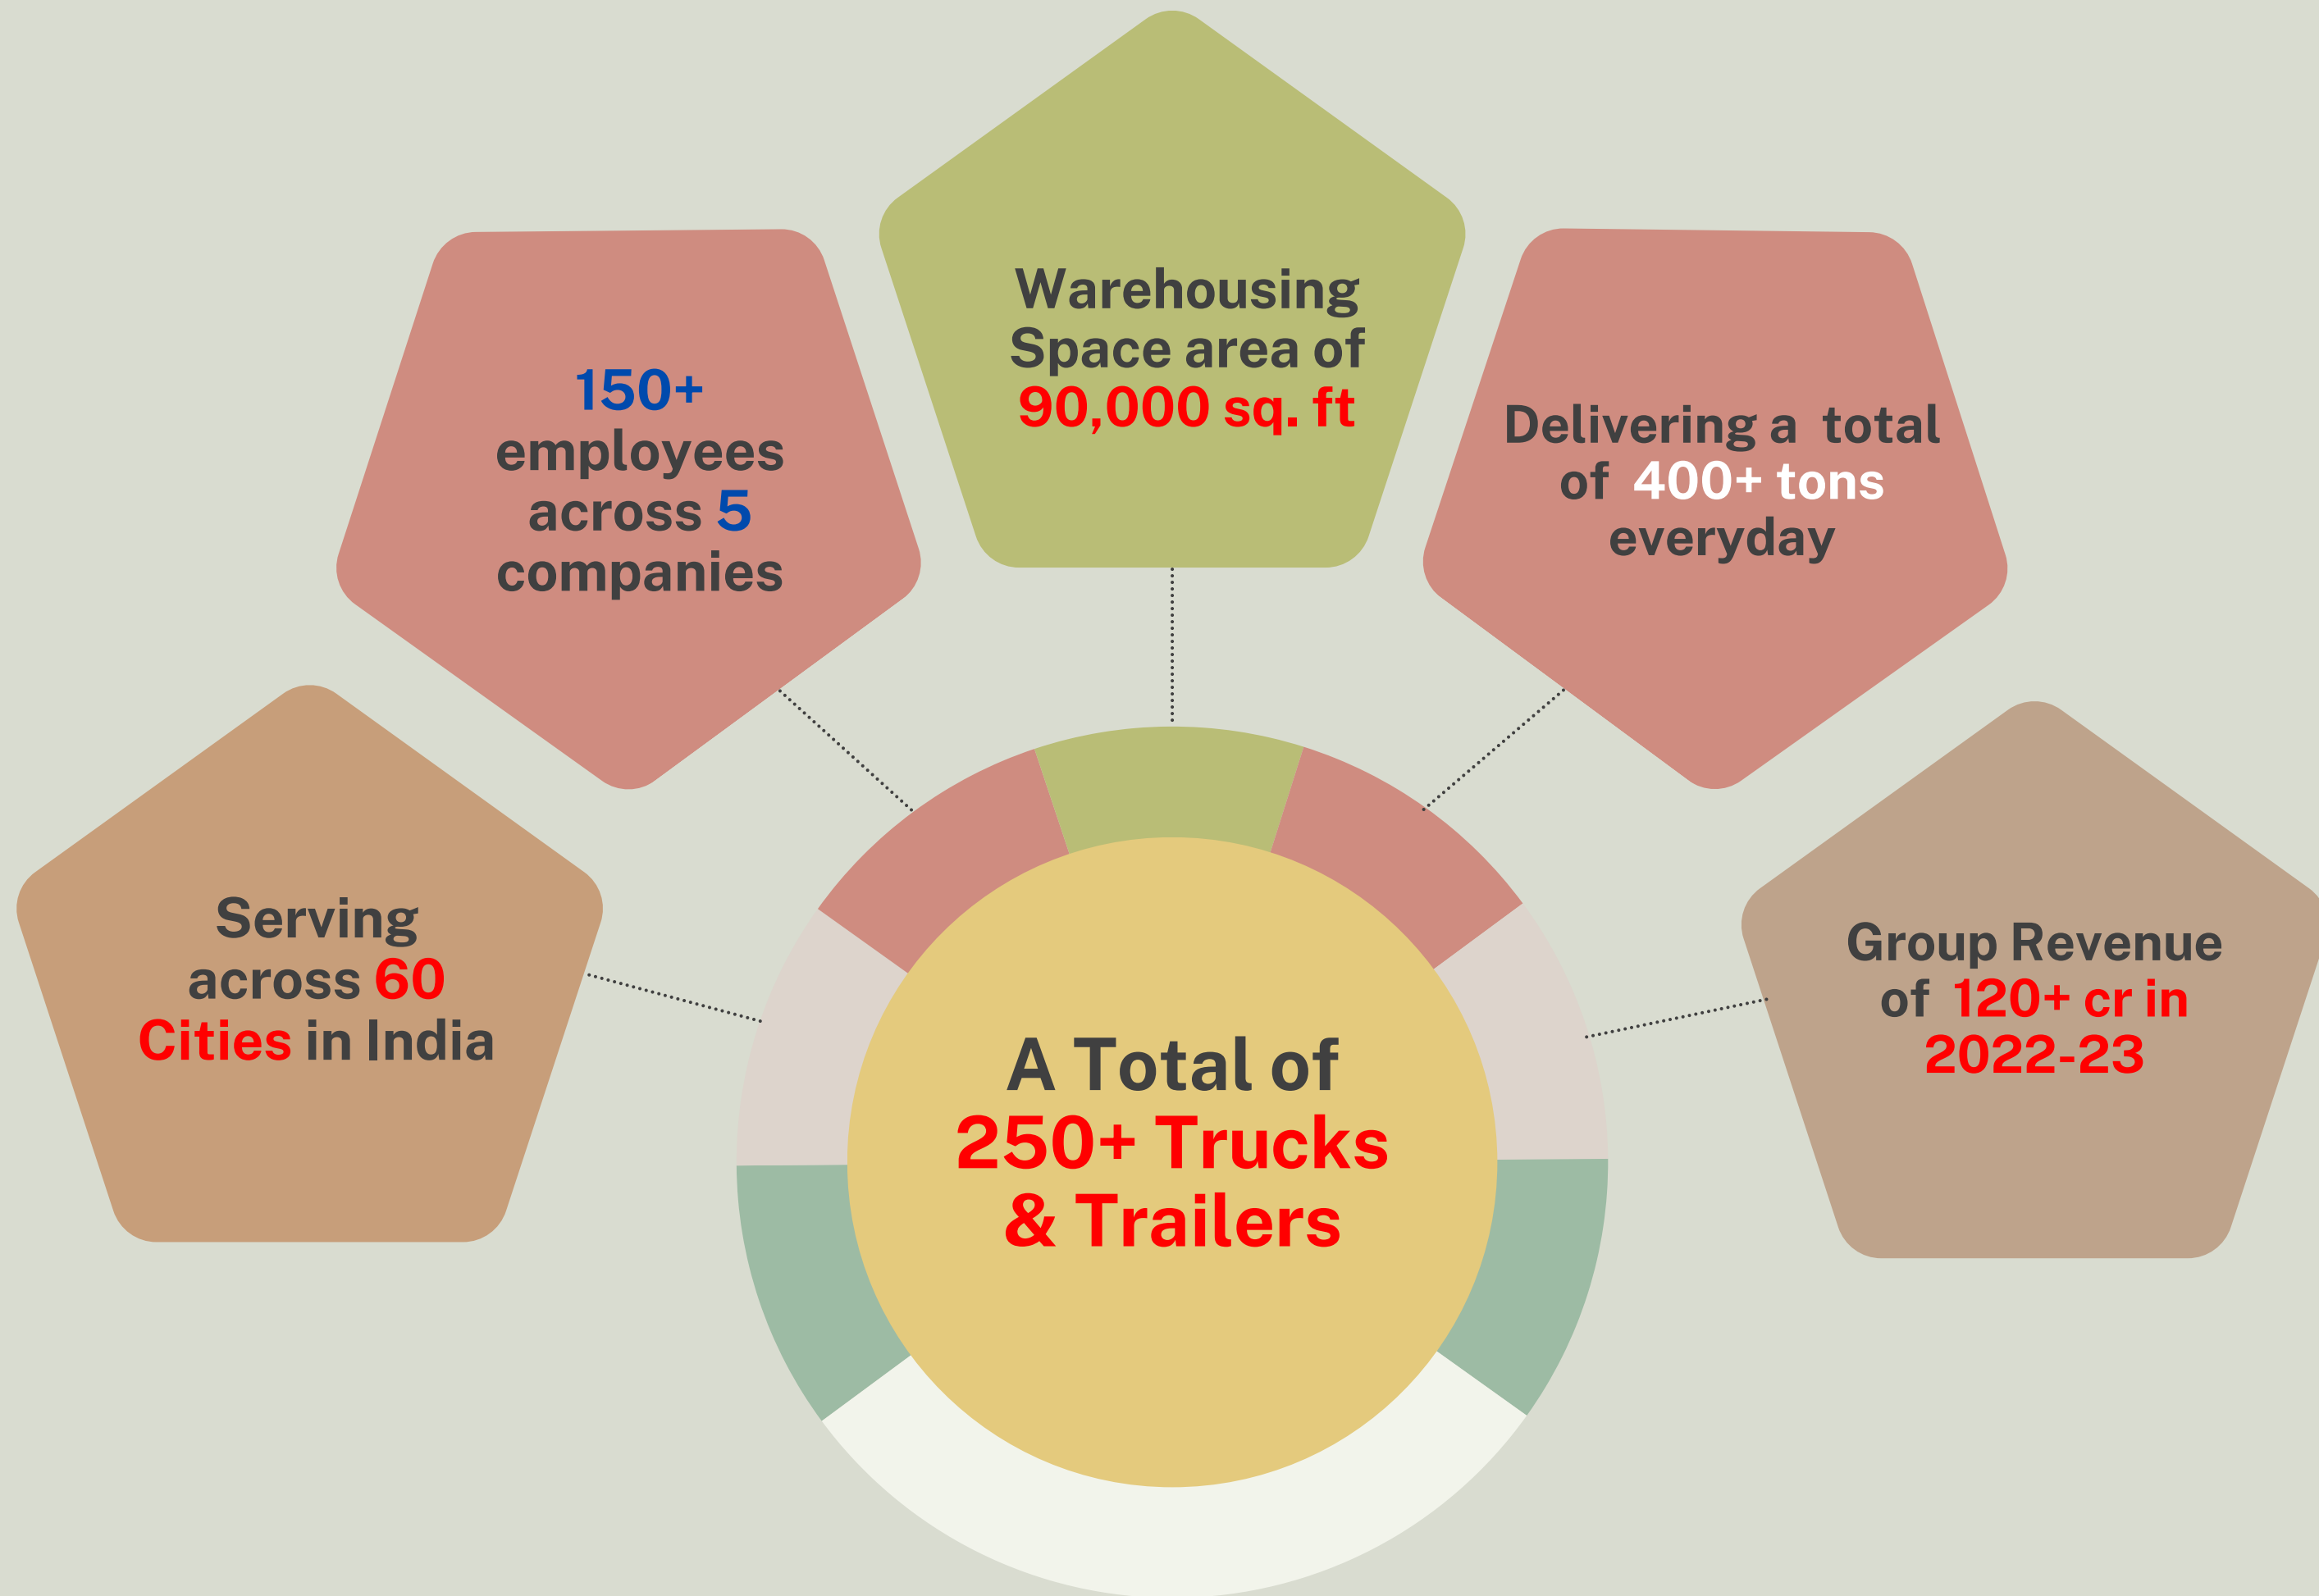 Warehousing
Space area of
90,000 sq. ft
150+
employees
across 5
companies
Delivering a total
of 400+ tons
everyday
Serving
across 60
Cities in India
Group Revenue
of 120+ cr in
2022-23
A Total of
250+ Trucks
& Trailers